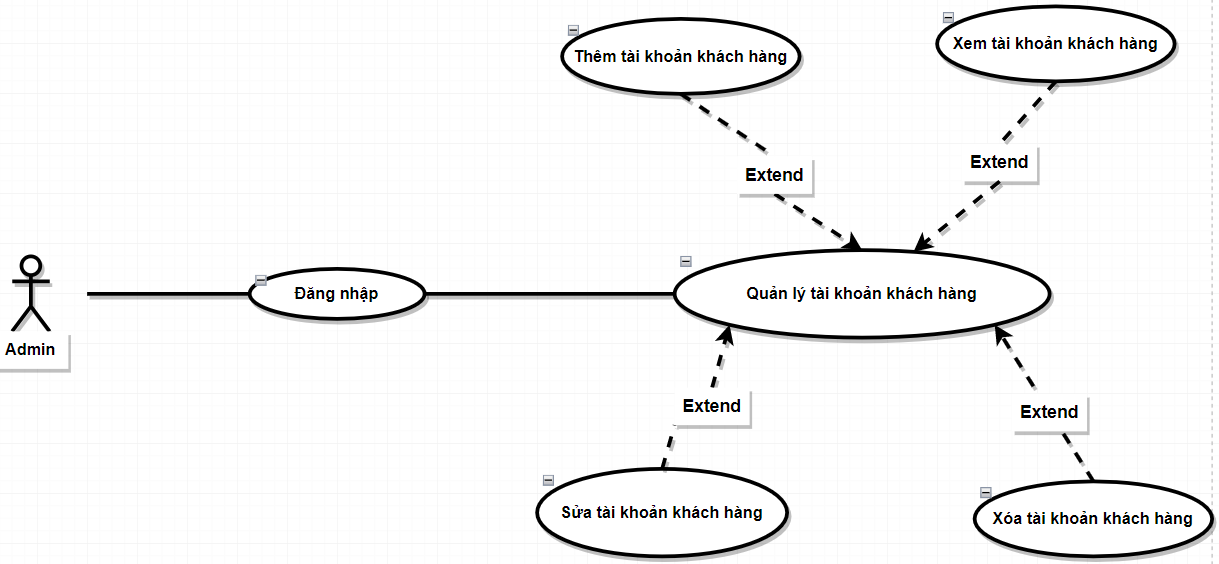 Thêm tài khoản khách hàng
Xem tài khoản khách hàng
Extend
Extend
Đăng nhập
Quản lý tài khoản khách hàng
Admin
Extend
Extend
Sửa tài khoản khách hàng
Xóa tài khoản khách hàng